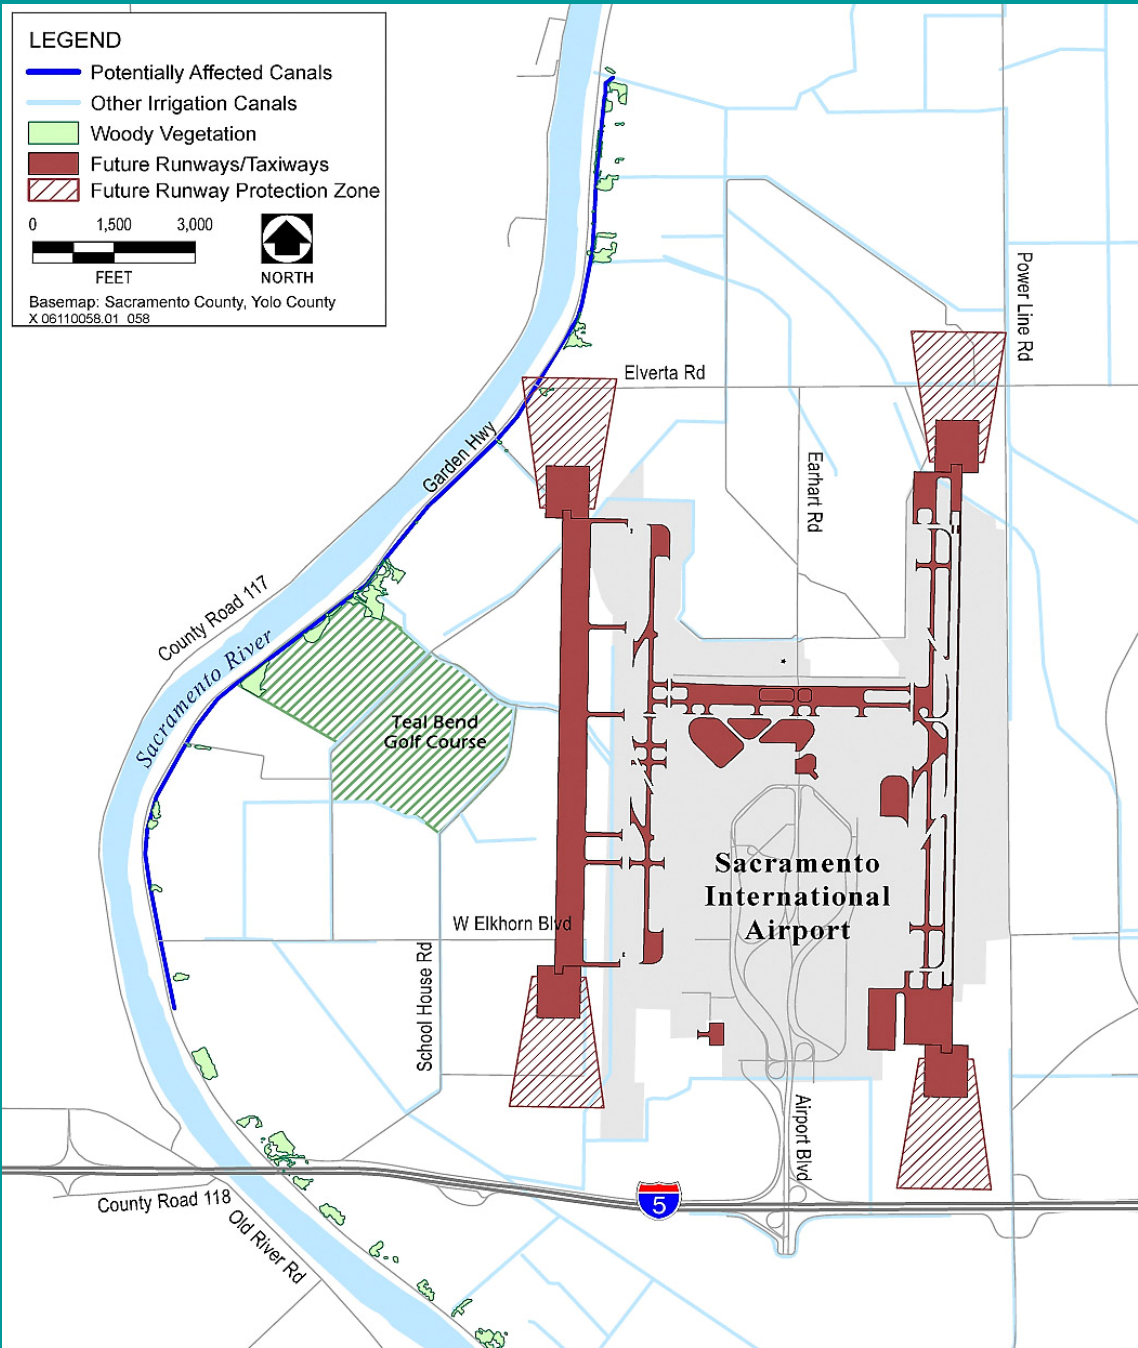 LEGEND
Potentially Affected Canals
Other Irrigation Canals
Woody Vegetation
Future Runways/Taxiways
Future Runway Protection Zone
0 1,500 3,000
FEET
NORTH
Basemap: Sacramento County, Yolo County
X 06110058.01 058
Power Line Rd
Elverta Rd
Garden Hwy
Earhart Rd
County Road 117
Sacramento River
Teal Bend
Golf Course
Sacramento
International
Airport
W Elkhorn Blvd
School House Rd
Airport Blvd
County Road 118
5
Old River Rd